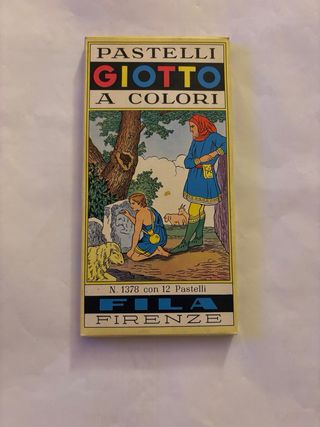 PASTELLI
GIOTTO
A COLORI
N. 1378 con 12 Pastelli
FILA
FIRENZE